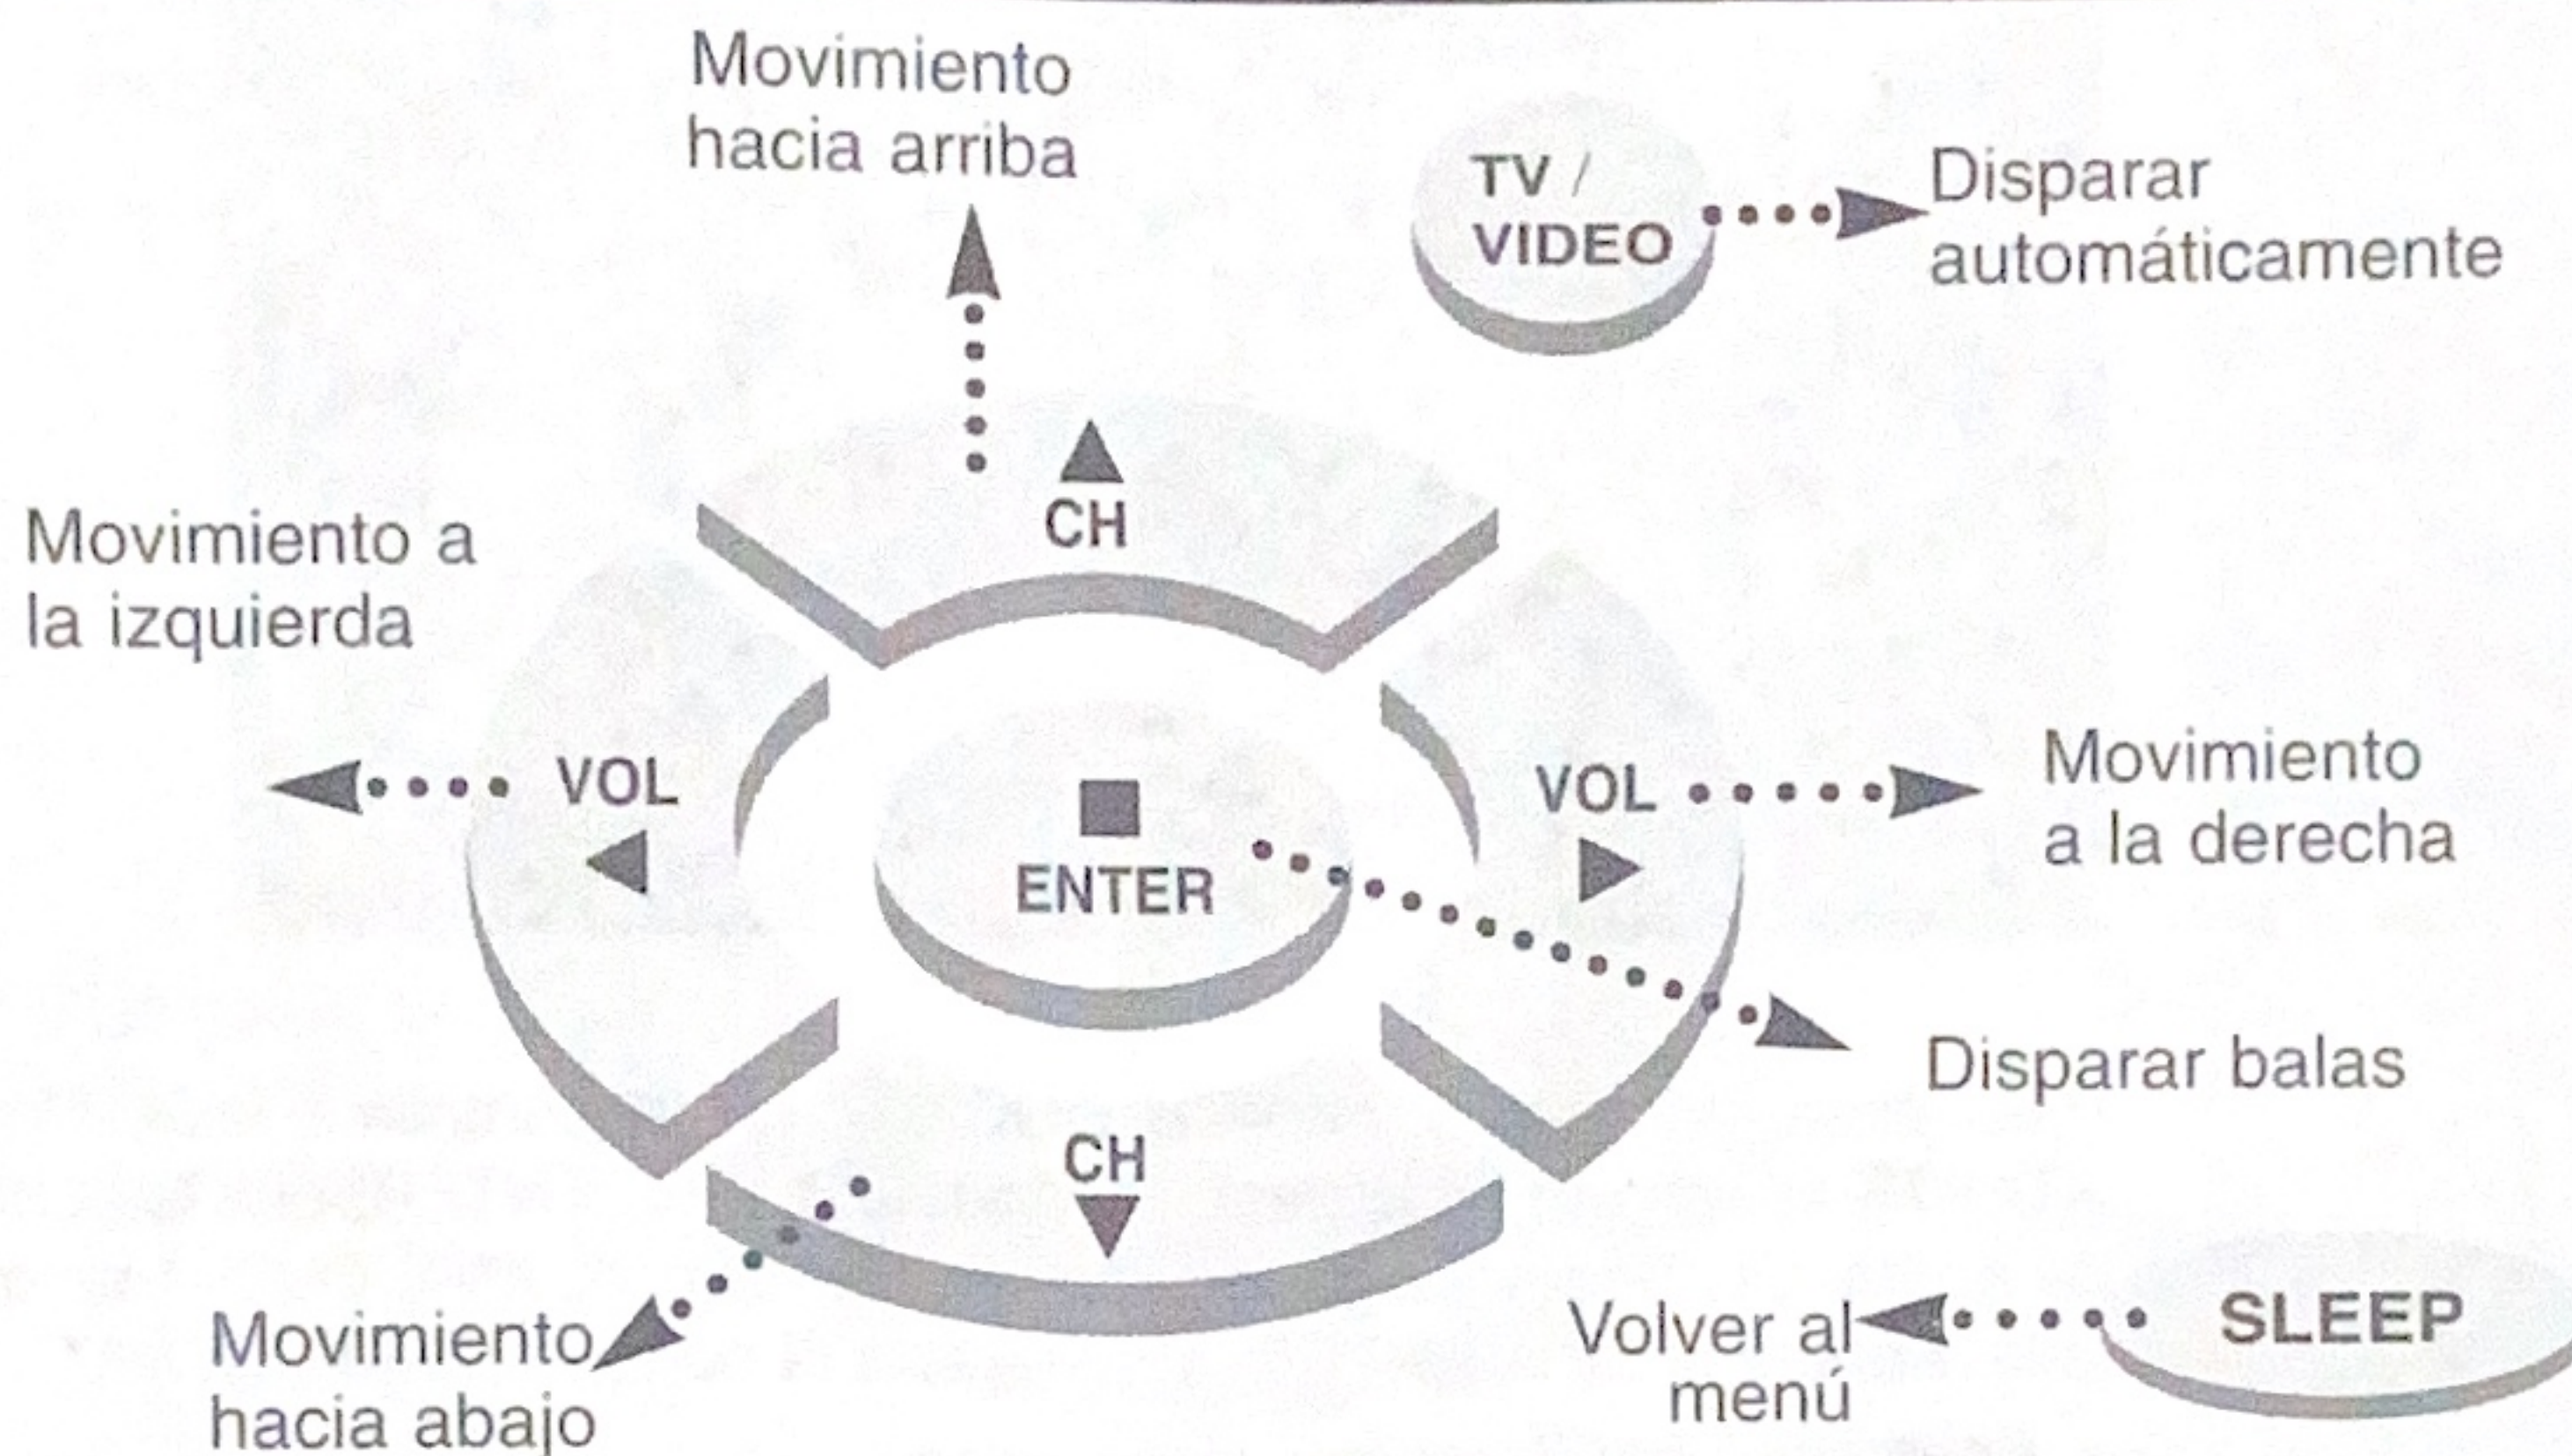 Movimiento
hacia arriba
TV /
VIDEO
Disparar
automáticamente
CH
Movimiento a
la izquierda
VOL
ENTER
VOL
Movimiento
a la derecha
Disparar balas
CH
Movimiento
hacia abajo
Volver al
menú
SLEEP